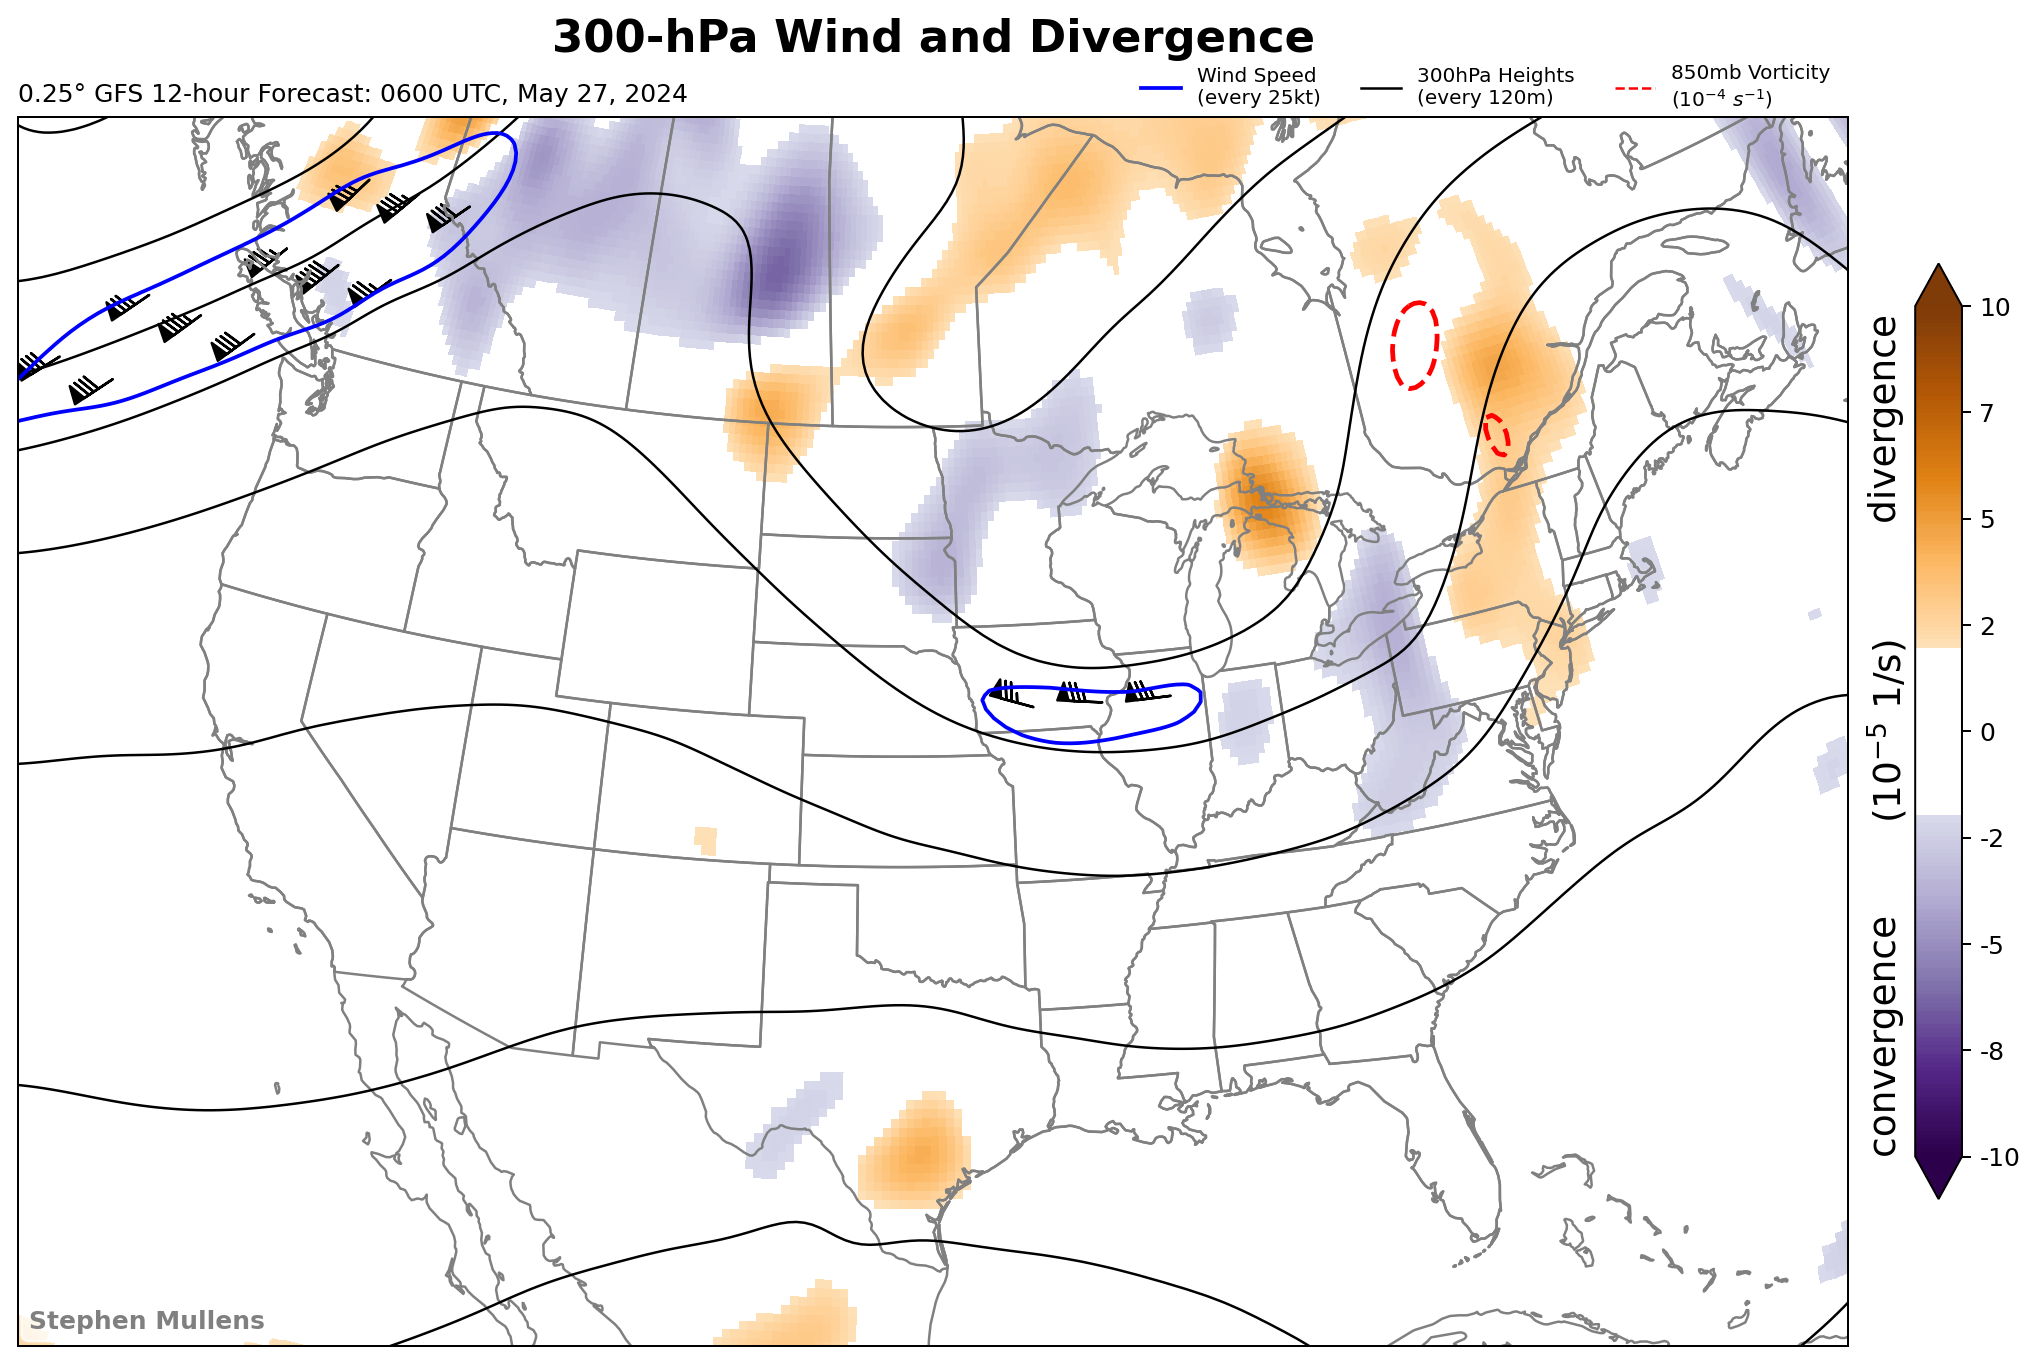 300-hPa Wind and Divergence
0.25° GFS 12-hour Forecast: 0600 UTC, May 27, 2024
Wind Speed
(every 25kt)
300hPa Heights
(every 120m)
850mb Vorticity
(10⁻⁴ s⁻¹)
10
7
5
2
0
-2
-5
-8
-10
convergence (10⁻⁵ 1/s) divergence
Stephen Mullens